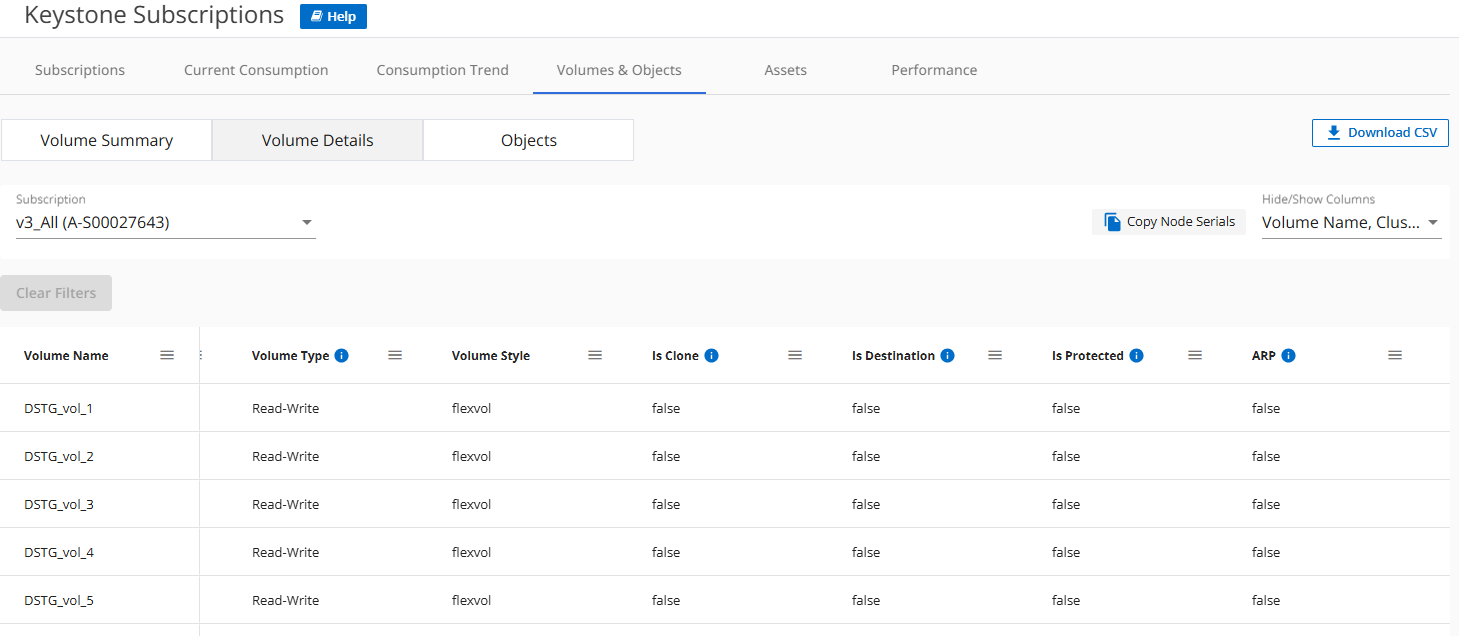 Keystone Subscriptions Help
Subscriptions Current Consumption Consumption Trend Volumes & Objects Assets Performance
Volume Summary Volume Details Objects Download CSV
Subscription Hide/Show Columns
v3_All (A-S00027643) Copy Node Serials Volume Name, Clus...
Clear Filters
Volume Name Volume Type Volume Style Is Clone Is Destination Is Protected ARP
DSTG_vol_1 Read-Write flexvol false false false false
DSTG_vol_2 Read-Write flexvol false false false false
DSTG_vol_3 Read-Write flexvol false false false false
DSTG_vol_4 Read-Write flexvol false false false false
DSTG_vol_5 Read-Write flexvol false false false false